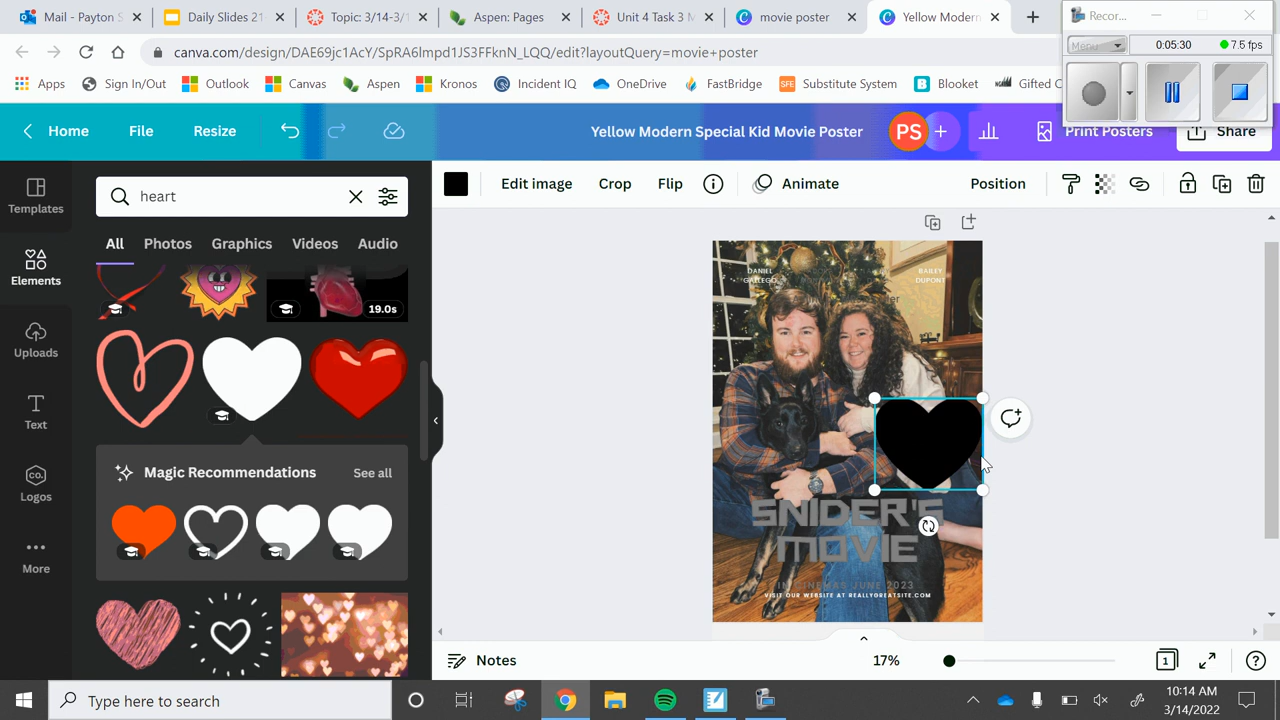 Mail - Payton S
Daily Slides 21
Topic: 3/14-3/1
Aspen: Pages
Unit 4 Task 3 M
movie poster
Yellow Modern
Recor...
Menu
0:05:30
7.5 fps
canva.com/design/DAE69jc1AcY/SpRA6lmpd1JS3FFknN_LQQ/edit?layoutQuery=movie+poster
Apps
Sign In/Out
Outlook
Canvas
Aspen
Kronos
Incident IQ
OneDrive
FastBridge
SFE
Substitute System
Blooket
Gifted C
Home
File
Resize
Yellow Modern Special Kid Movie Poster
PS
Print Posters
Share
Templates
Elements
Uploads
Text
Logos
More
heart
All
Photos
Graphics
Videos
Audio
19.0s
Magic Recommendations
See all
Edit image
Crop
Flip
Animate
Position
DANIEL
GALLEGO
BAILEY
DUPONT
SNIDER'S
MOVIE
IN CINEMAS JUNE 2023
VISIT OUR WEBSITE AT REALLYGREATSITE.COM
Notes
17%
1
Type here to search
10:14 AM
3/14/2022